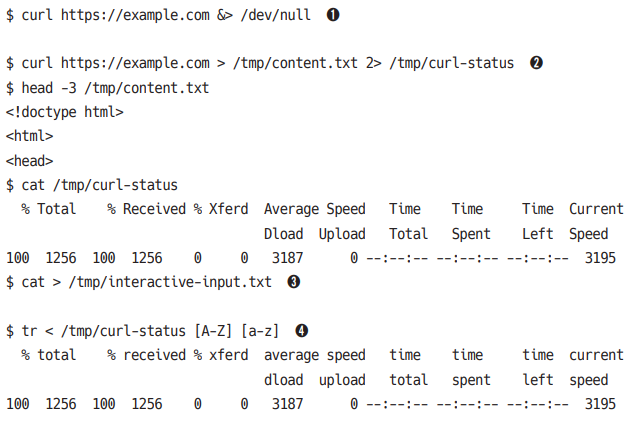 $ curl https://example.com &> /dev/null ❶
$ curl https://example.com > /tmp/content.txt 2> /tmp/curl-status ❷
$ head -3 /tmp/content.txt
<!doctype html>
<html>
<head>
$ cat /tmp/curl-status
% Total % Received % Xferd Average Speed Time Time Time Current
Dload Upload Total Spent Left Speed
100 1256 100 1256 0 0 3187 0 --:--:-- --:--:-- --:--:-- 3195
$ cat > /tmp/interactive-input.txt ❸
$ tr < /tmp/curl-status [A-Z] [a-z] ❹
% total % received % xferd average speed time time time current
dload upload total spent left speed
100 1256 100 1256 0 0 3187 0 --:--:-- --:--:-- --:--:-- 3195